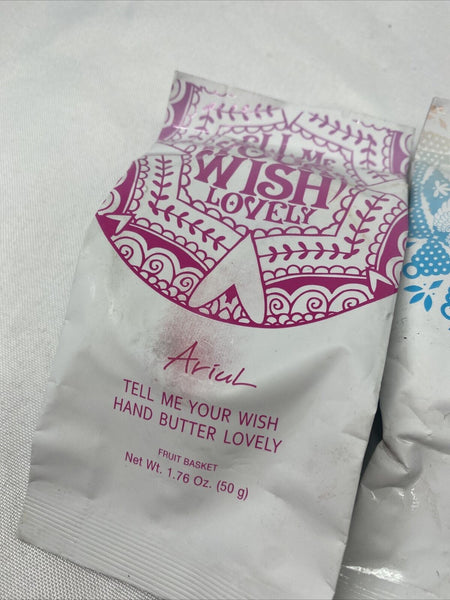 TELL ME
WISH
LOVELY
Ariul
TELL ME YOUR WISH
HAND BUTTER LOVELY
FRUIT BASKET
Net Wt. 1.76 Oz. (50 g)